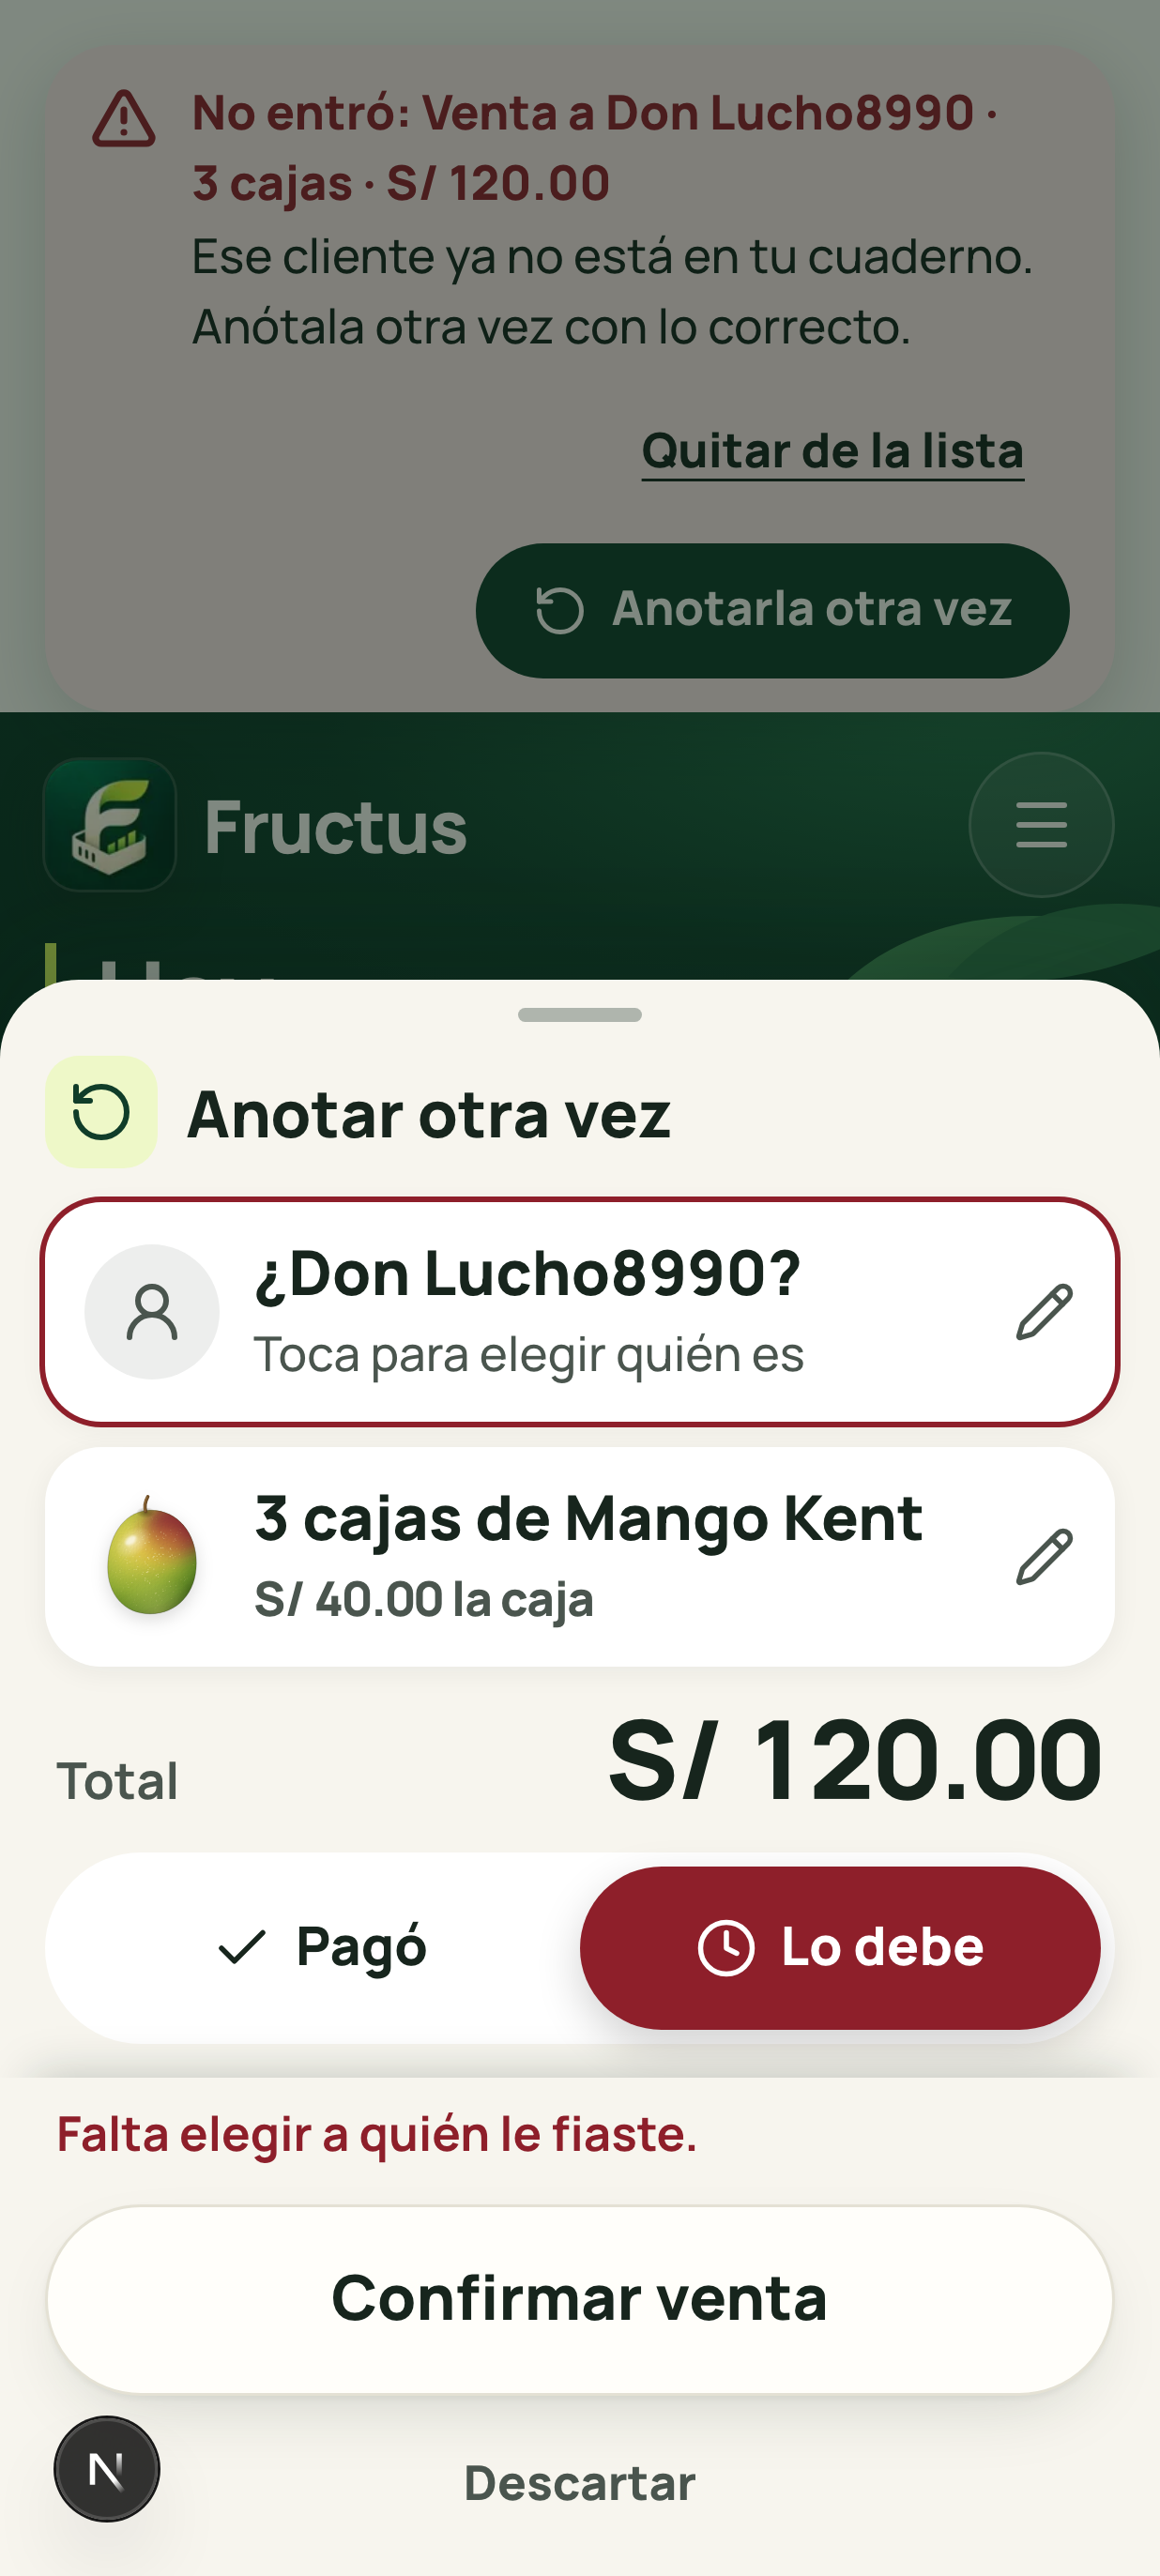 No entró: Venta a Don Lucho8990 ·
3 cajas · S/ 120.00
Ese cliente ya no está en tu cuaderno.
Anótala otra vez con lo correcto.
Quitar de la lista
Anotarla otra vez
Fructus
Anotar otra vez
¿Don Lucho8990?
Toca para elegir quién es
3 cajas de Mango Kent
S/ 40.00 la caja
Total
S/ 120.00
Pagó
Lo debe
Falta elegir a quién le fiaste.
Confirmar venta
N
Descartar